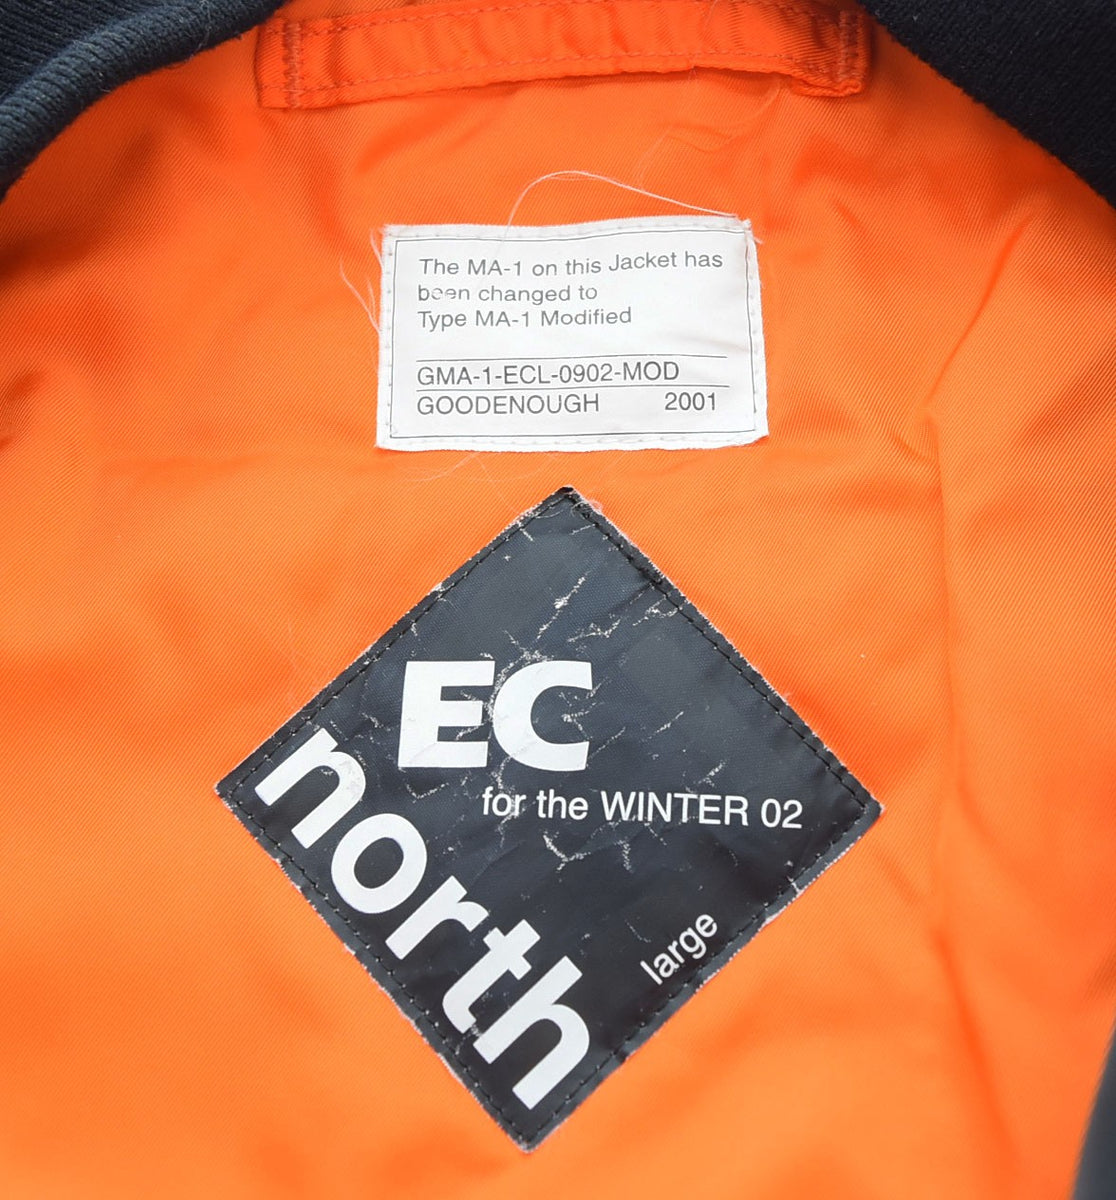 The MA-1 on this Jacket has
been changed to
Type MA-1 Modified
GMA-1-ECL-0902-MOD
GOODENOUGH 2001
EC
for the WINTER 02
north
large